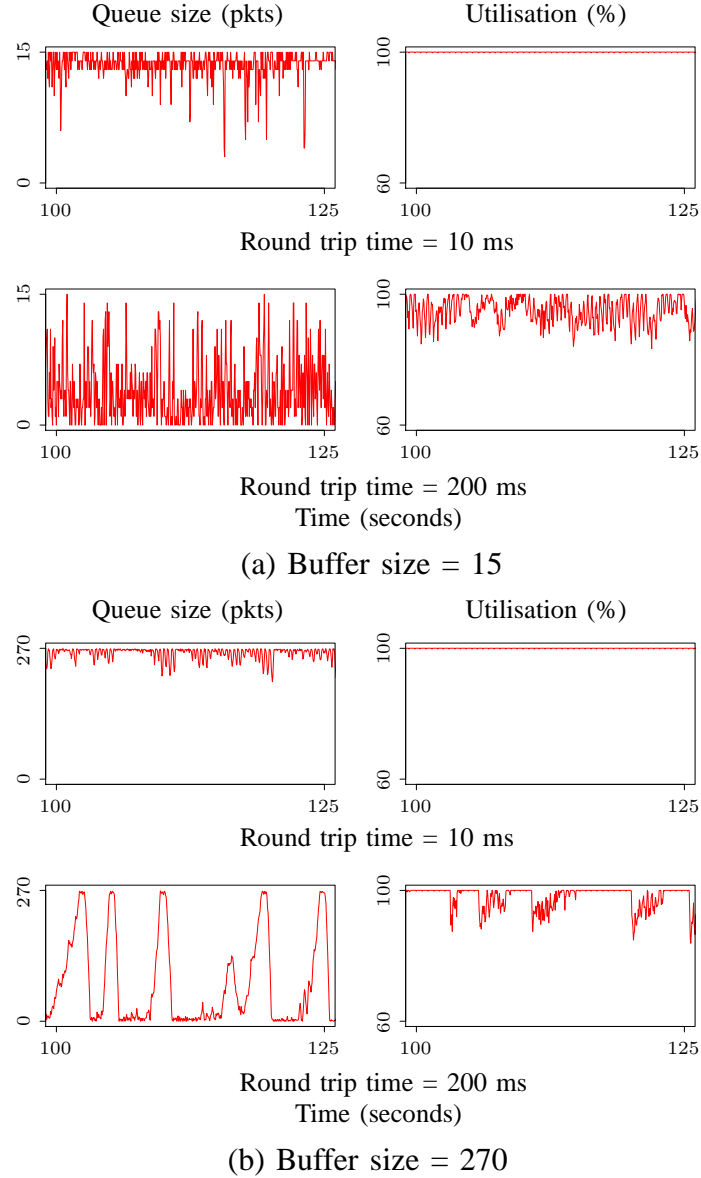 Queue size (pkts) Utilisation (%)
15 100
0 60
100 125 100 125
Round trip time = 10 ms
15 100
0 60
100 125 100 125
Round trip time = 200 ms
Time (seconds)
(a) Buffer size = 15
Queue size (pkts) Utilisation (%)
270 100
0 60
100 125 100 125
Round trip time = 10 ms
270 100
0 60
100 125 100 125
Round trip time = 200 ms
Time (seconds)
(b) Buffer size = 270